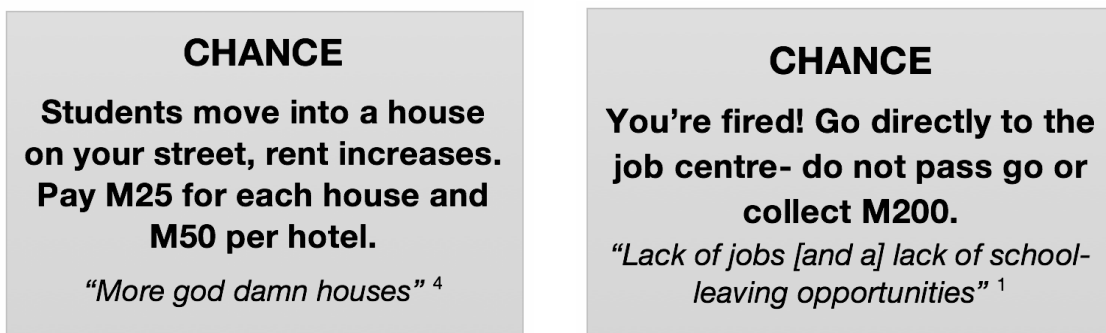 CHANCE
Students move into a house
on your street, rent increases.
Pay M25 for each house and
M50 per hotel.
“More god damn houses” 4
CHANCE
You’re fired! Go directly to the
job centre- do not pass go or
collect M200.
“Lack of jobs [and a] lack of school-
leaving opportunities” 1